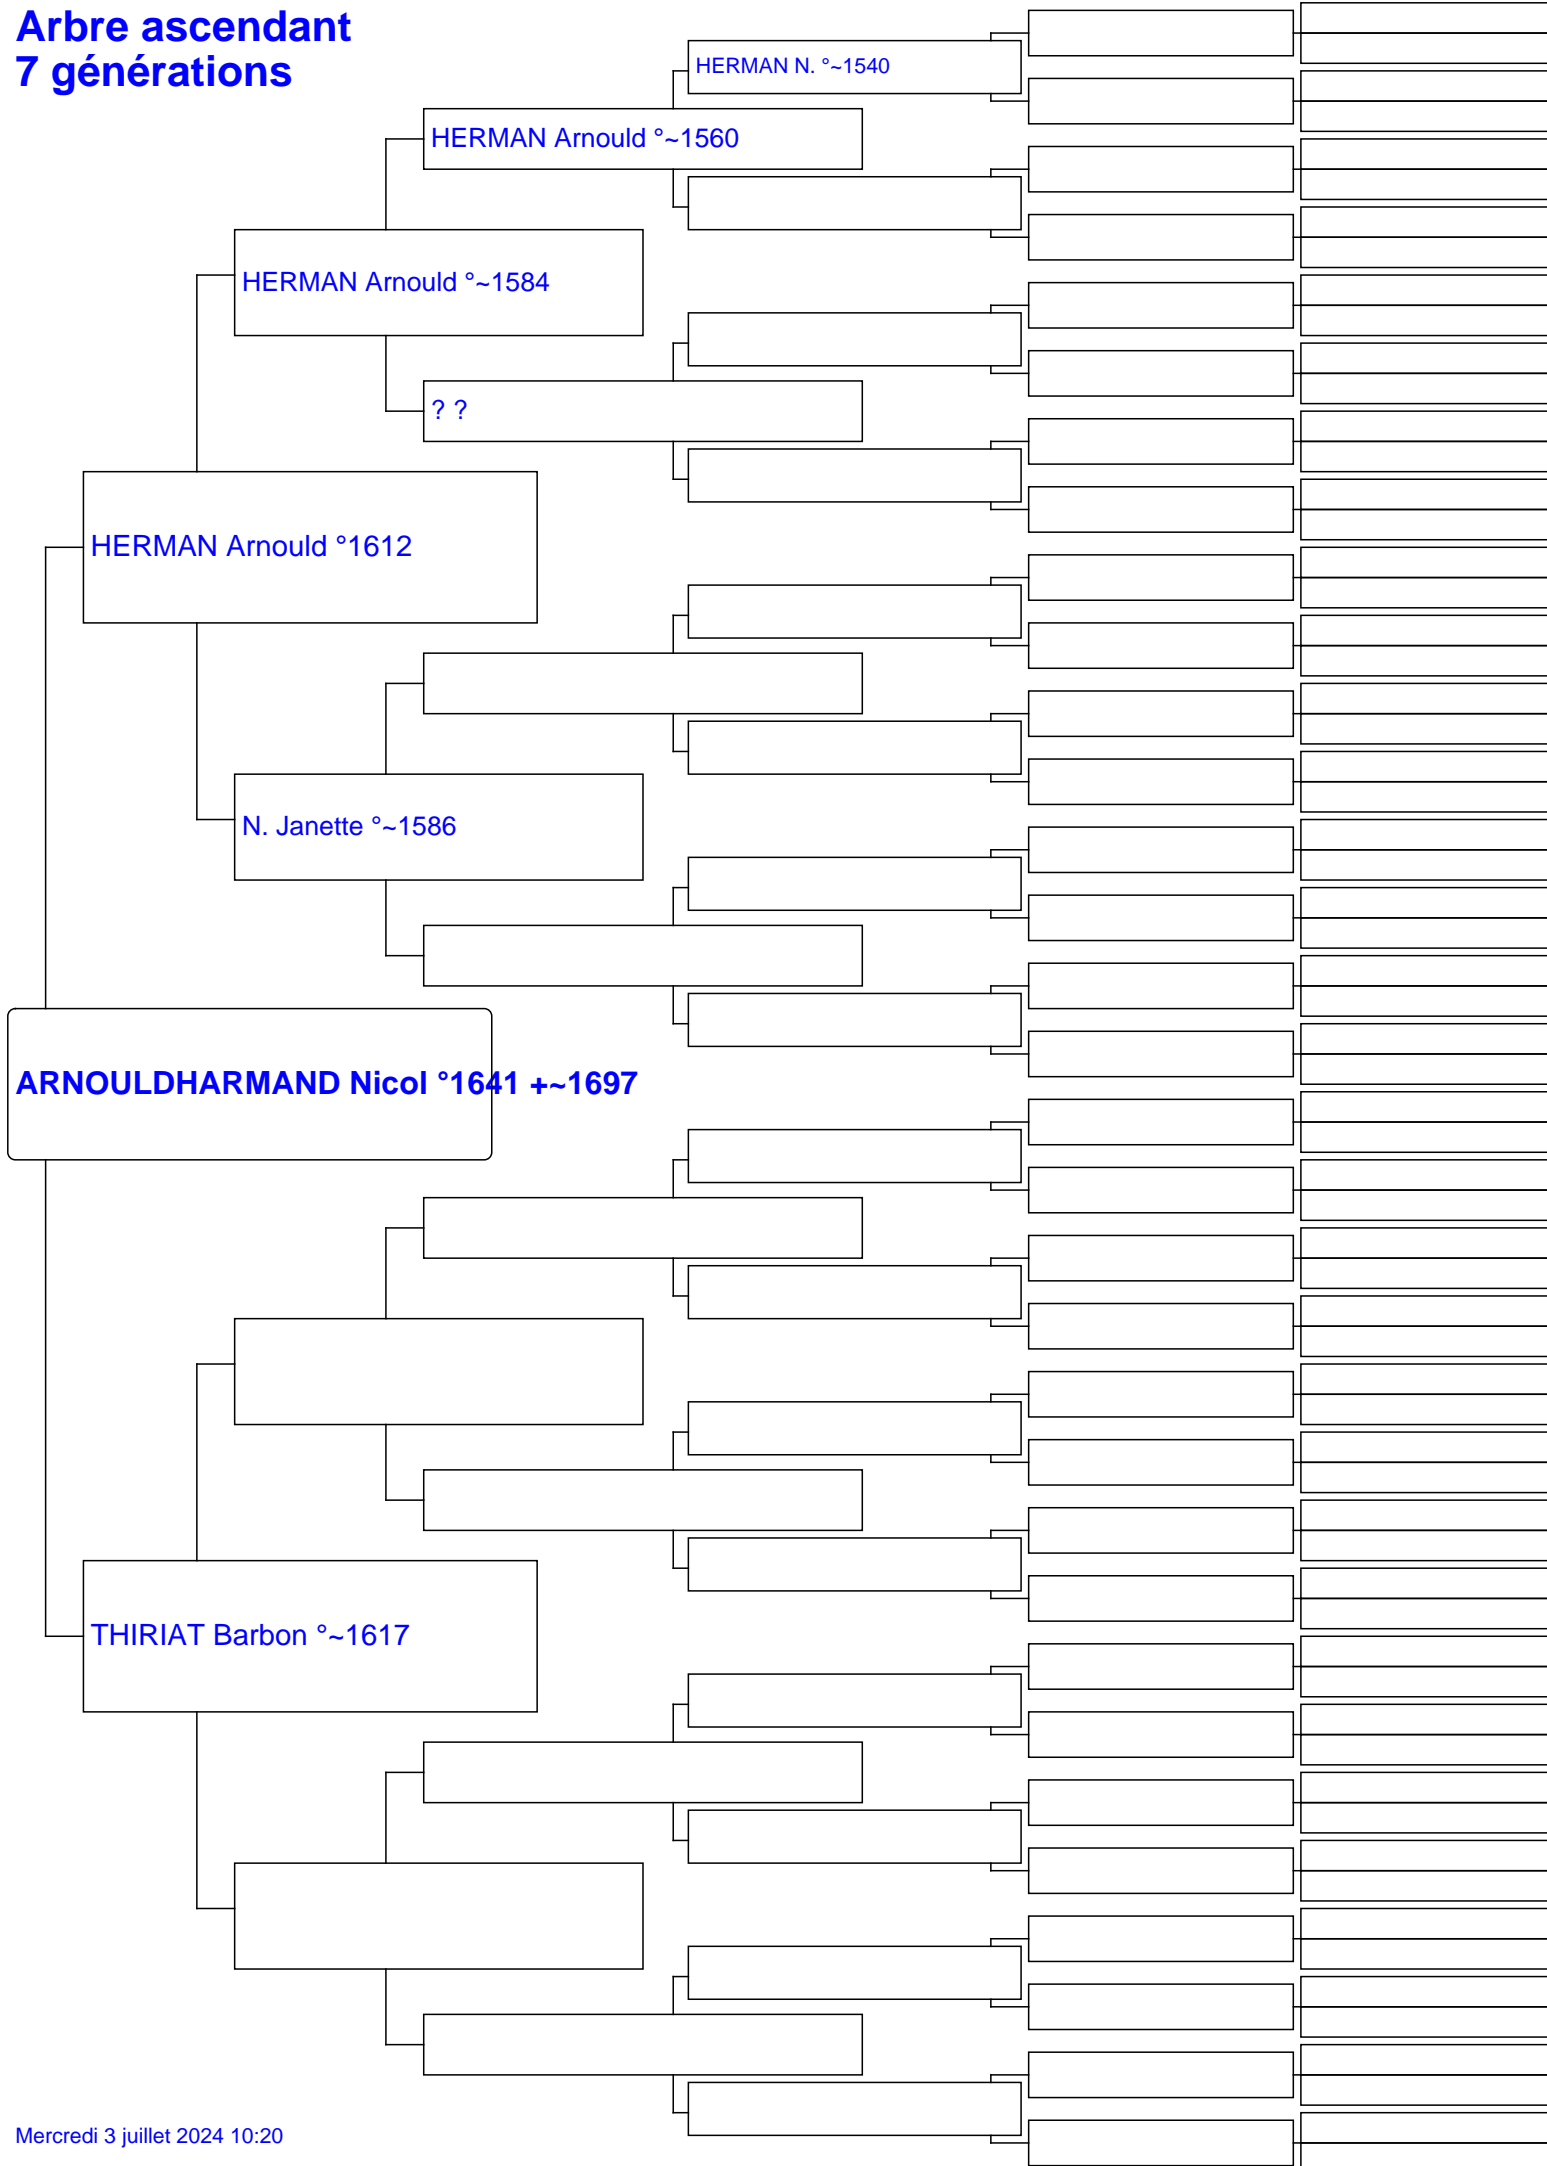 Arbre ascendant
7 générations
HERMAN N. °~1540
HERMAN Arnould °~1560
HERMAN Arnould °~1584
? ?
HERMAN Arnould °1612
N. Janette °~1586
ARNOULDHARMAND Nicol °1641 +~1697
THIRIAT Barbon °~1617
Mercredi 3 juillet 2024 10:20